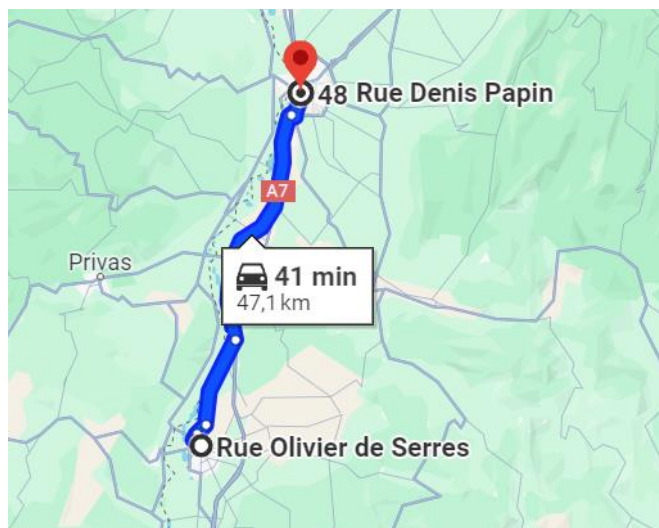 48 Rue Denis Papin
A7
Privas
41 min
47,1 km
Rue Olivier de Serres